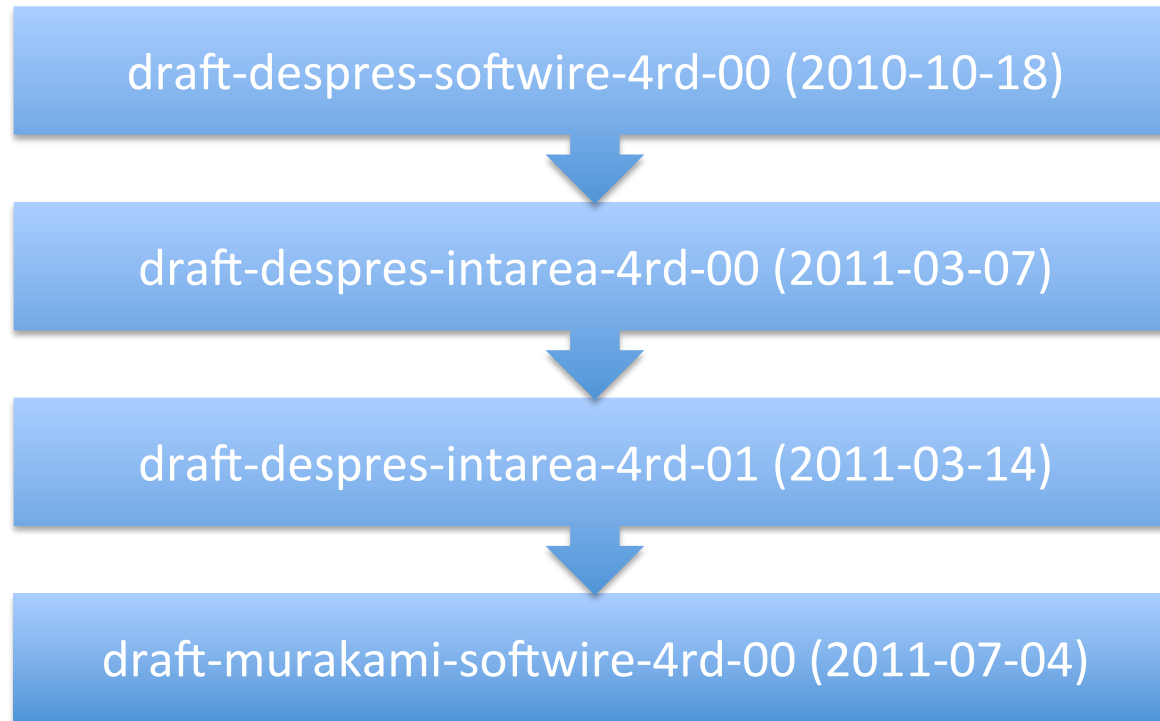 draft-despres-softwire-4rd-00 (2010-10-18)
draft-despres-intarea-4rd-00 (2011-03-07)
draft-despres-intarea-4rd-01 (2011-03-14)
draft-murakami-softwire-4rd-00 (2011-07-04)